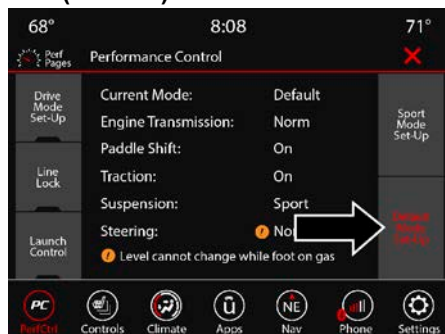 68° 8:08 71°
Perf Pages Performance Control
Drive Mode Set-Up
Line Lock
Launch Control
Current Mode: Default
Engine Transmission: Norm
Paddle Shift: On
Traction: On
Suspension: Sport
Steering:
Level cannot change while foot on gas
Sport Mode Set-Up
PC
PerfCtrl Controls Climate
û
Apps
NE
Nav Phone Settings